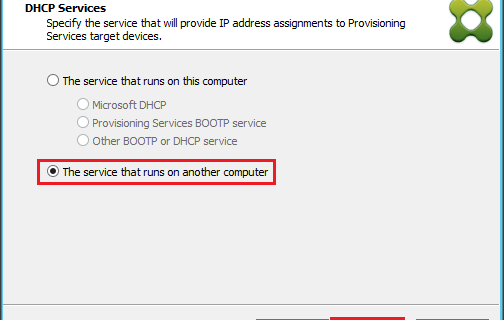 DHCP Services
Specify the service that will provide IP address assignments to Provisioning
Services target devices.
The service that runs on this computer
Microsoft DHCP
Provisioning Services BOOTP service
Other BOOTP or DHCP service
The service that runs on another computer